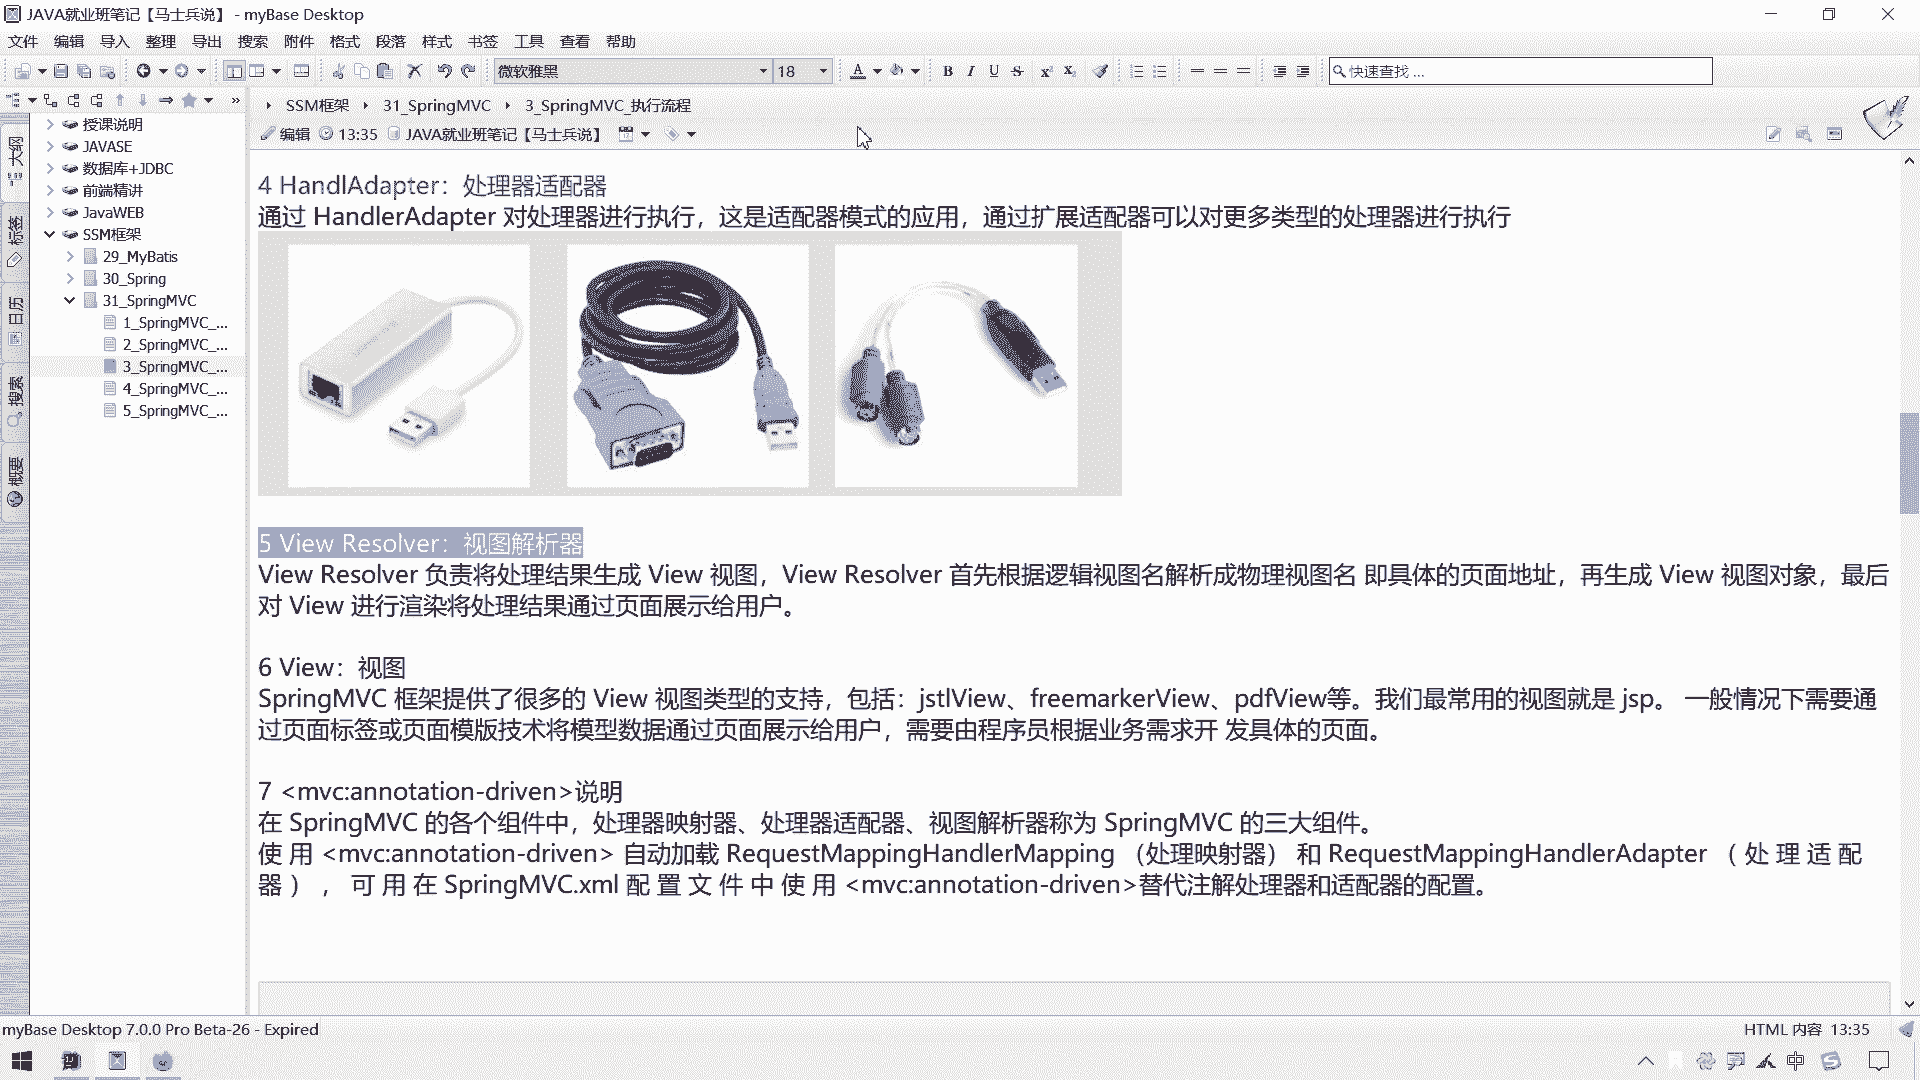 JAVA就业班笔记【马士兵说】 - myBase Desktop
文件 编辑 导入 整理 导出 搜索 附件 格式 段落 样式 书签 工具 查看 帮助
微软雅黑 18 B I U S 快速查找 ...
SSM框架 31_SpringMVC 3_SpringMVC_执行流程
编辑 13:35 JAVA就业班笔记【马士兵说】
大纲
标签
日历
搜索
概要
授课说明
JAVASE
数据库+JDBC
前端精讲
JavaWEB
SSM框架
29_MyBatis
30_Spring
31_SpringMVC
1_SpringMVC_...
2_SpringMVC_...
3_SpringMVC_...
4_SpringMVC_...
5_SpringMVC_...
4 HandlAdapter：处理器适配器
通过 HandlerAdapter 对处理器进行执行，这是适配器模式的应用，通过扩展适配器可以对更多类型的处理器进行执行
5 View Resolver：视图解析器
View Resolver 负责将处理结果生成 View 视图，View Resolver 首先根据逻辑视图名解析成物理视图名 即具体的页面地址，再生成 View 视图对象，最后
对 View 进行渲染将处理结果通过页面展示给用户。
6 View：视图
SpringMVC 框架提供了很多的 View 视图类型的支持，包括：jstlView、freemarkerView、pdfView等。我们最常用的视图就是 jsp。 一般情况下需要通
过页面标签或页面模版技术将模型数据通过页面展示给用户，需要由程序员根据业务需求开 发具体的页面。
7 <mvc:annotation-driven>说明
在 SpringMVC 的各个组件中，处理器映射器、处理器适配器、视图解析器称为 SpringMVC 的三大组件。
使 用 <mvc:annotation-driven> 自动加载 RequestMappingHandlerMapping （处理映射器） 和 RequestMappingHandlerAdapter （ 处 理 适 配
器 ） ， 可 用 在 SpringMVC.xml 配 置 文 件 中 使 用 <mvc:annotation-driven>替代注解处理器和适配器的配置。
myBase Desktop 7.0.0 Pro Beta-26 - Expired
HTML 内容 13:35
中